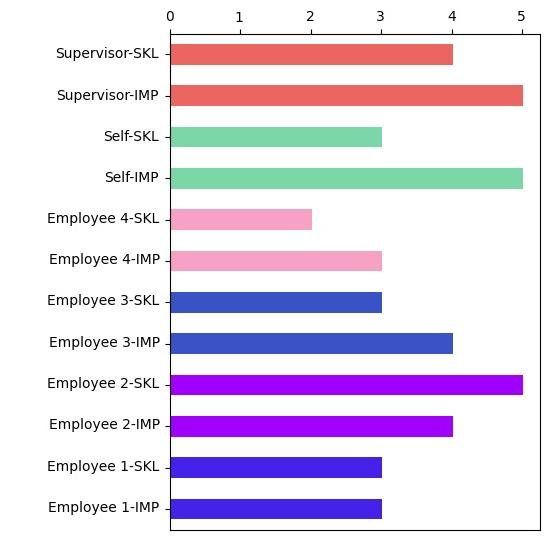 0 1 2 3 4 5
Supervisor-SKL
Supervisor-IMP
Self-SKL
Self-IMP
Employee 4-SKL
Employee 4-IMP
Employee 3-SKL
Employee 3-IMP
Employee 2-SKL
Employee 2-IMP
Employee 1-SKL
Employee 1-IMP